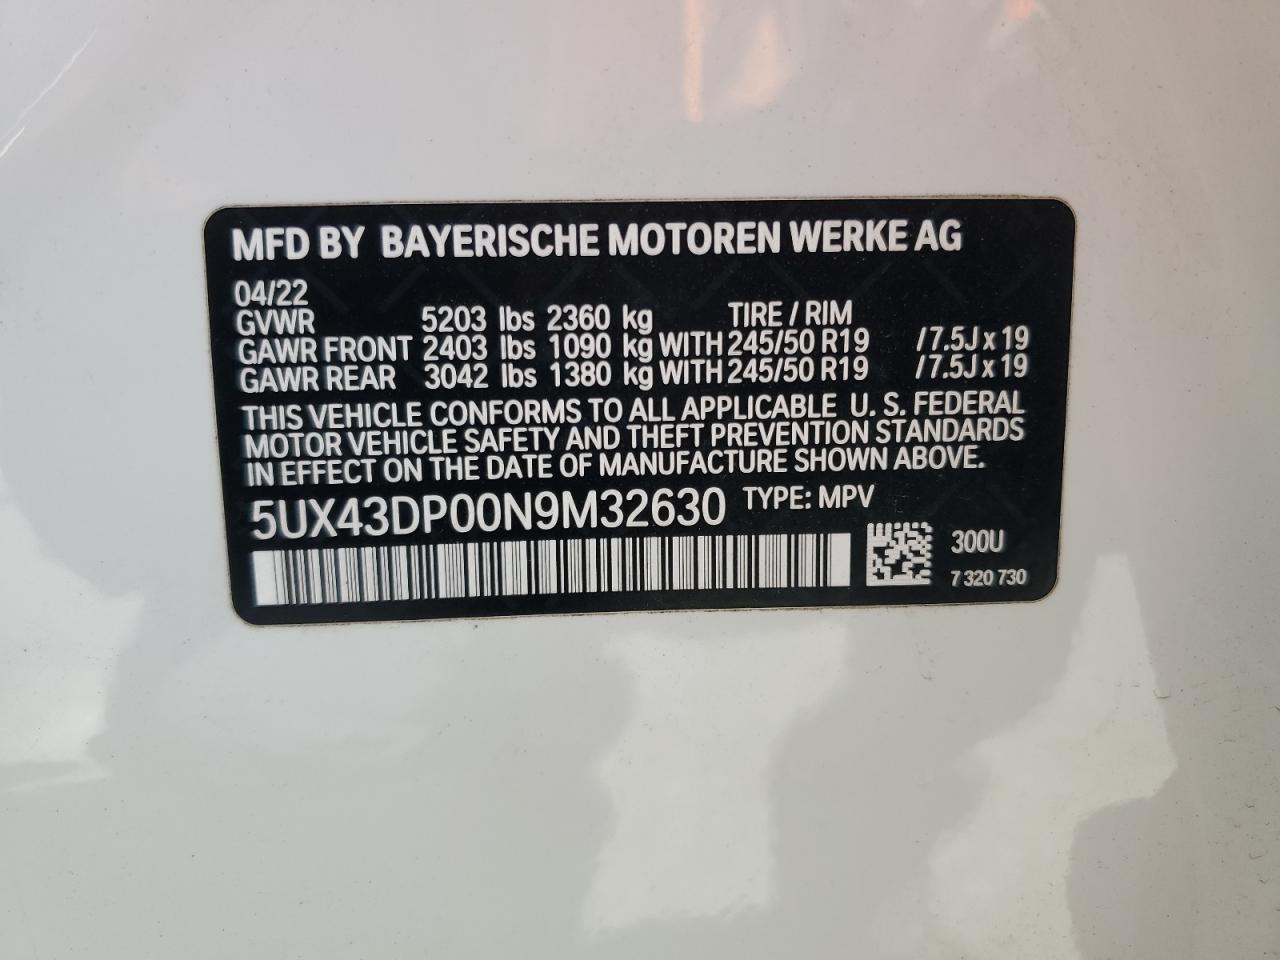 MFD BY BAYERISCHE MOTOREN WERKE AG
04/22
GVWR 5203 lbs 2360 kg TIRE / RIM
GAWR FRONT 2403 lbs 1090 kg WITH 245/50 R19 / 7.5J x 19
GAWR REAR 3042 lbs 1380 kg WITH 245/50 R19 / 7.5J x 19
THIS VEHICLE CONFORMS TO ALL APPLICABLE U. S. FEDERAL
MOTOR VEHICLE SAFETY AND THEFT PREVENTION STANDARDS
IN EFFECT ON THE DATE OF MANUFACTURE SHOWN ABOVE.
5UX43DP00N9M32630 TYPE: MPV
300U
7 320 730